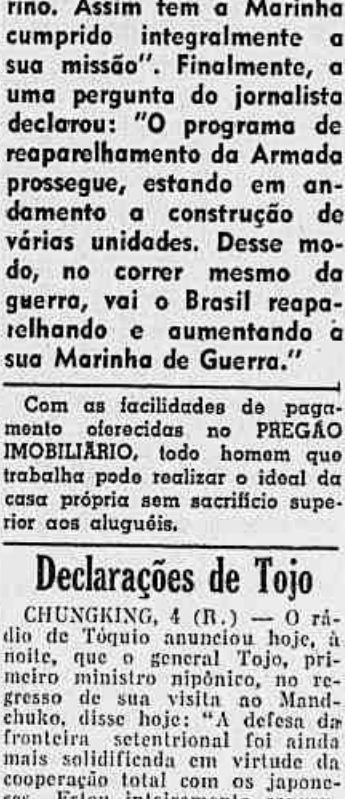 rino. Assim tem a Marinha
cumprido integralmente a
sua missão". Finalmente, a
uma pergunta do jornalista
declarou: "O programa de
reaparelhamento da Armada
prossegue, estando em an-
damento a construção de
várias unidades. Desse mo-
do, no correr mesmo da
guerra, vai o Brasil reapa-
relhando e aumentando a
sua Marinha de Guerra."
Com as facilidades de paga-
mento oferecidas no PREGÃO
IMOBILIÁRIO, todo homem que
trabalha pode realizar o ideal da
casa própria sem sacrifício supe-
rior aos aluguéis.
Declarações de Tojo
CHUNGKING, 4 (R.) — O rá-
dio de Tóquio anunciou hoje, à
noite, que o general Tojo, pri-
meiro ministro nipônico, no re-
gresso de sua visita ao Mand-
chuko, disse hoje: "A defesa da
fronteira setentrional foi ainda
mais solidificada em virtude da
cooperação total com os japone-